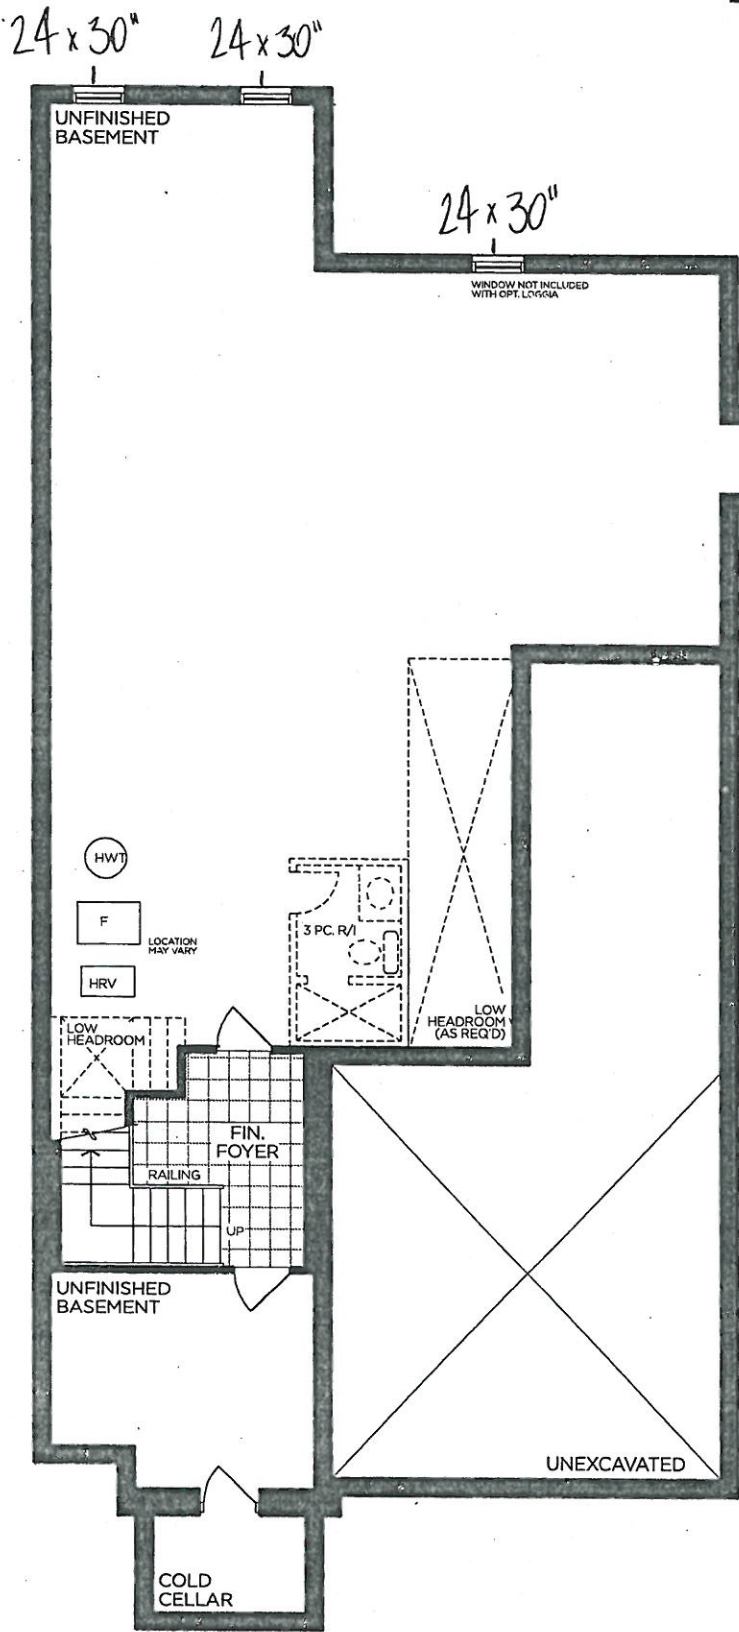 24 x 30" 24 x 30"
UNFINISHED
BASEMENT
24 x 30"
WINDOW NOT INCLUDED
WITH OPT. LOGGIA
HWT
F
LOCATION
MAY VARY
HRV
3 PC. R/I
LOW
HEADROOM
(AS REQ'D)
LOW
HEADROOM
FIN.
FOYER
RAILING
UP
UNFINISHED
BASEMENT
UNEXCAVATED
COLD
CELLAR